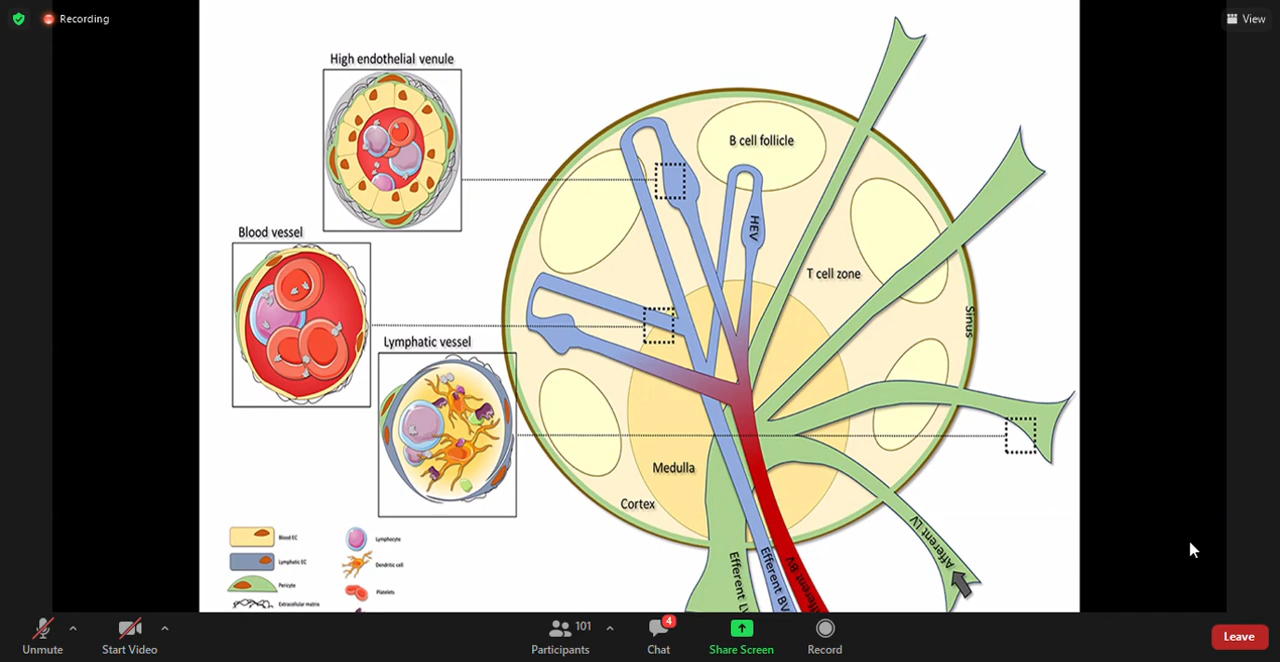 Recording
View
High endothelial venule
B cell follicle
HEV
Blood vessel
T cell zone
Sinus
Lymphatic vessel
Medulla
Cortex
Afferent LV
Efferent LV
Efferent BV
Afferent BV
Blood EC
Lymphocyte
Lymphatic EC
Dendritic cell
Pericyte
Platelets
Extracellular matrix
101
4
Unmute
Start Video
Participants
Chat
Share Screen
Record
Leave